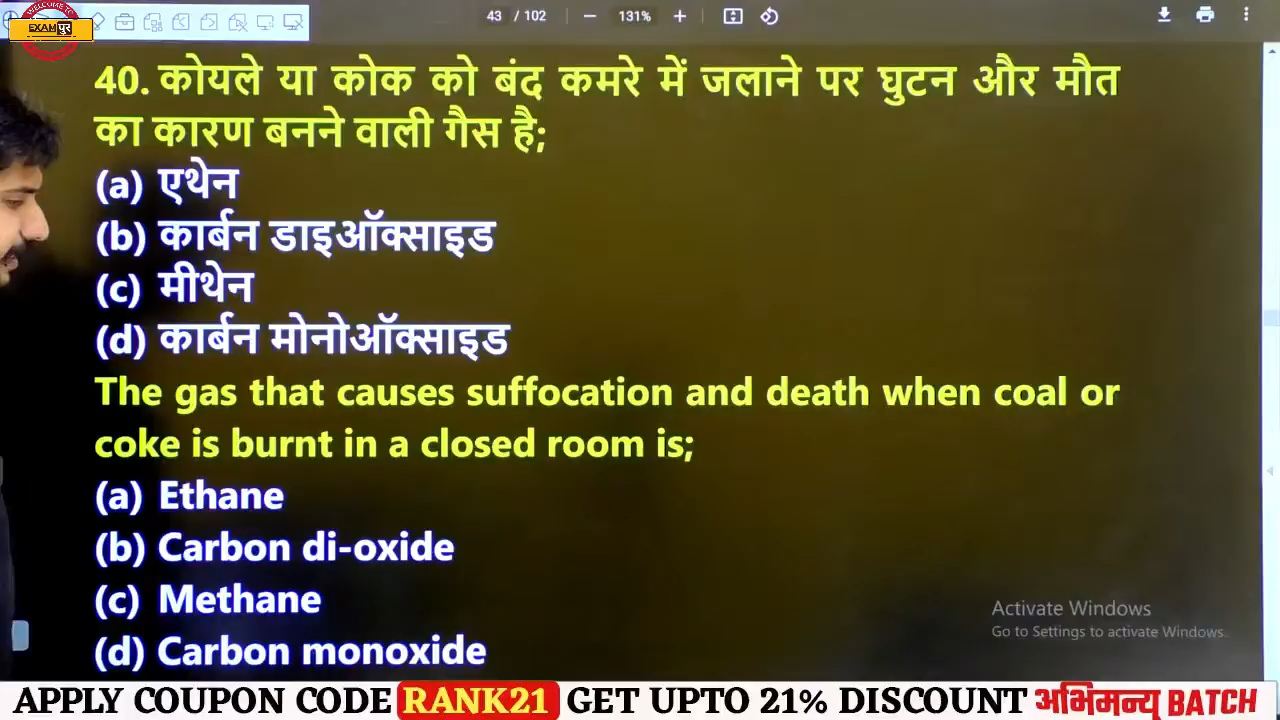 WELCOME TO
EXAM पुर
43 / 102
131%
40. कोयले या कोक को बंद कमरे में जलाने पर घुटन और मौत
का कारण बनने वाली गैस है;
(a) एथेन
(b) कार्बन डाइऑक्साइड
(c) मीथेन
(d) कार्बन मोनोऑक्साइड
The gas that causes suffocation and death when coal or
coke is burnt in a closed room is;
(a) Ethane
(b) Carbon di-oxide
(c) Methane
(d) Carbon monoxide
Activate Windows
Go to Settings to activate Windows.
APPLY COUPON CODE RANK21 GET UPTO 21% DISCOUNT अभिमन्यु BATCH